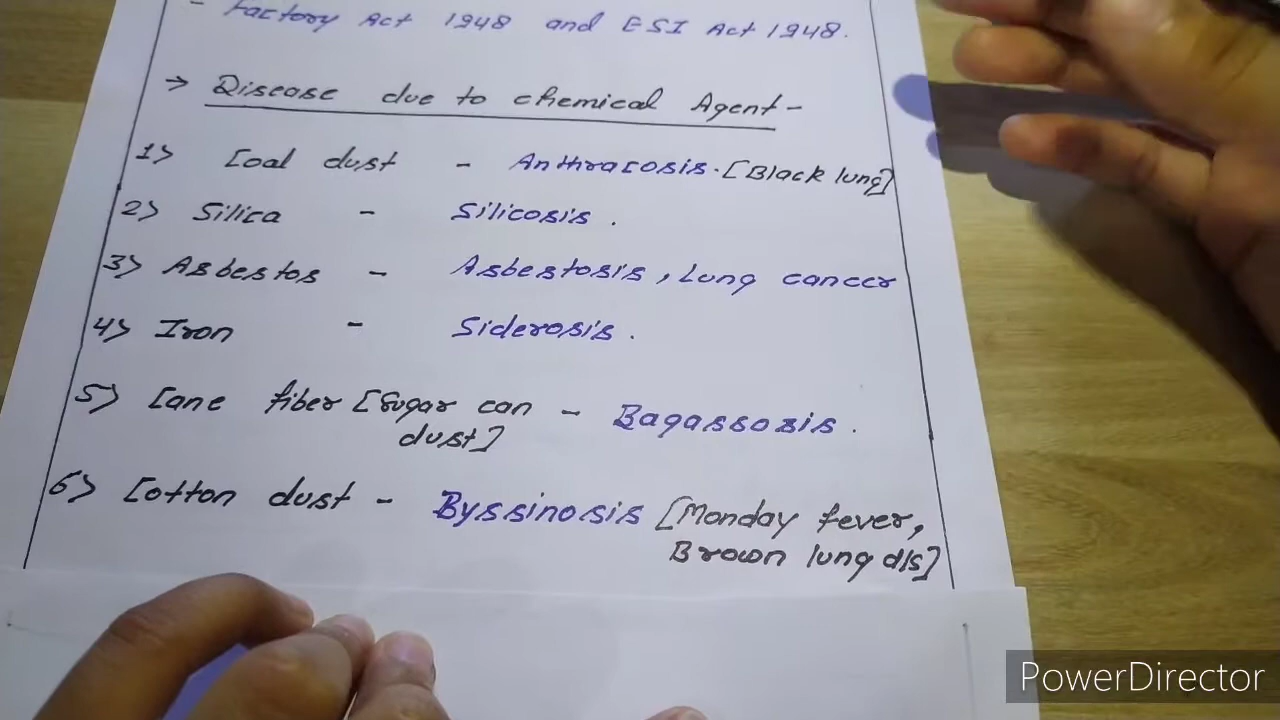 - Factory Act 1948 and ESI Act 1948.
→ Disease due to chemical Agent-
1> Coal dust - Anthracosis. [Black lung]
2> Silica - Silicosis.
3> Asbestos - Asbestosis, Lung cancer
4> Iron - Siderosis.
5> Cane fiber [Sugar can dust] - Bagassosis.
6> Cotton dust - Byssinosis [Monday fever,
Brown lung d/s]
PowerDirector